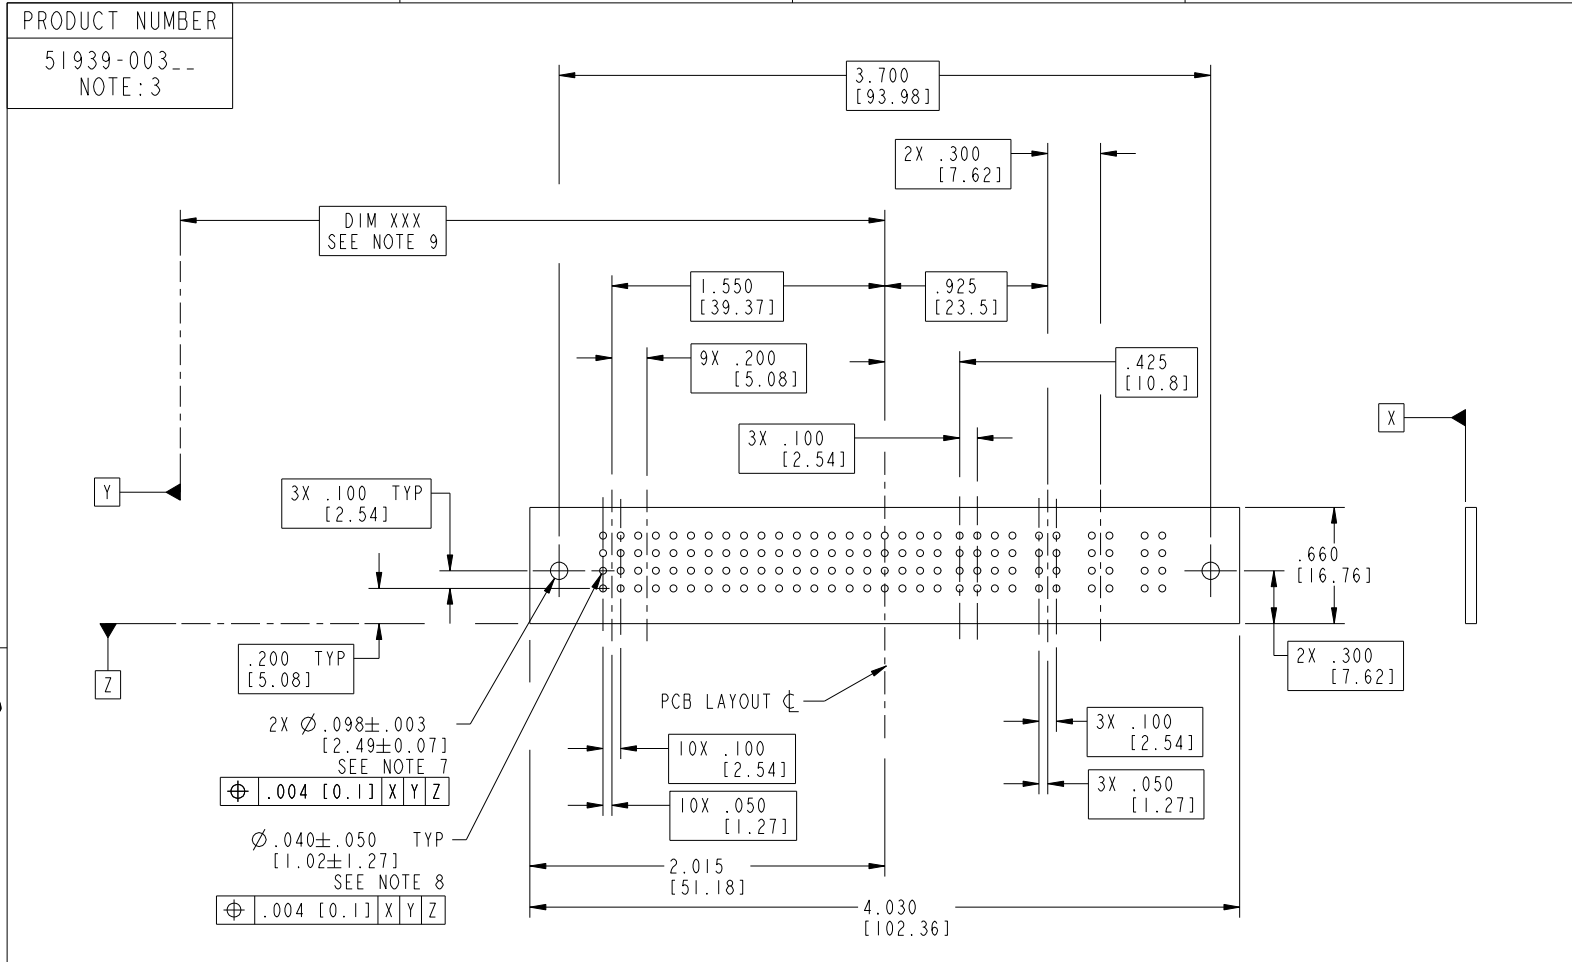 PRODUCT NUMBER
51939-003__
NOTE:3
3.700
[93.98]
2X .300
[7.62]
DIM XXX
SEE NOTE 9
1.550
[39.37]
.925
[23.5]
9X .200
[5.08]
.425
[10.8]
X
3X .100
[2.54]
Y
3X .100 TYP
[2.54]
.660
[16.76]
.200 TYP
[5.08]
Z
2X .300
[7.62]
PCB LAYOUT ℄
2X Ø.098±.003
[2.49±0.07]
SEE NOTE 7
⌖ .004 [0.1] X Y Z
3X .100
[2.54]
10X .100
[2.54]
3X .050
[1.27]
10X .050
[1.27]
Ø.040±.050 TYP
[1.02±1.27]
SEE NOTE 8
⌖ .004 [0.1] X Y Z
2.015
[51.18]
4.030
[102.36]